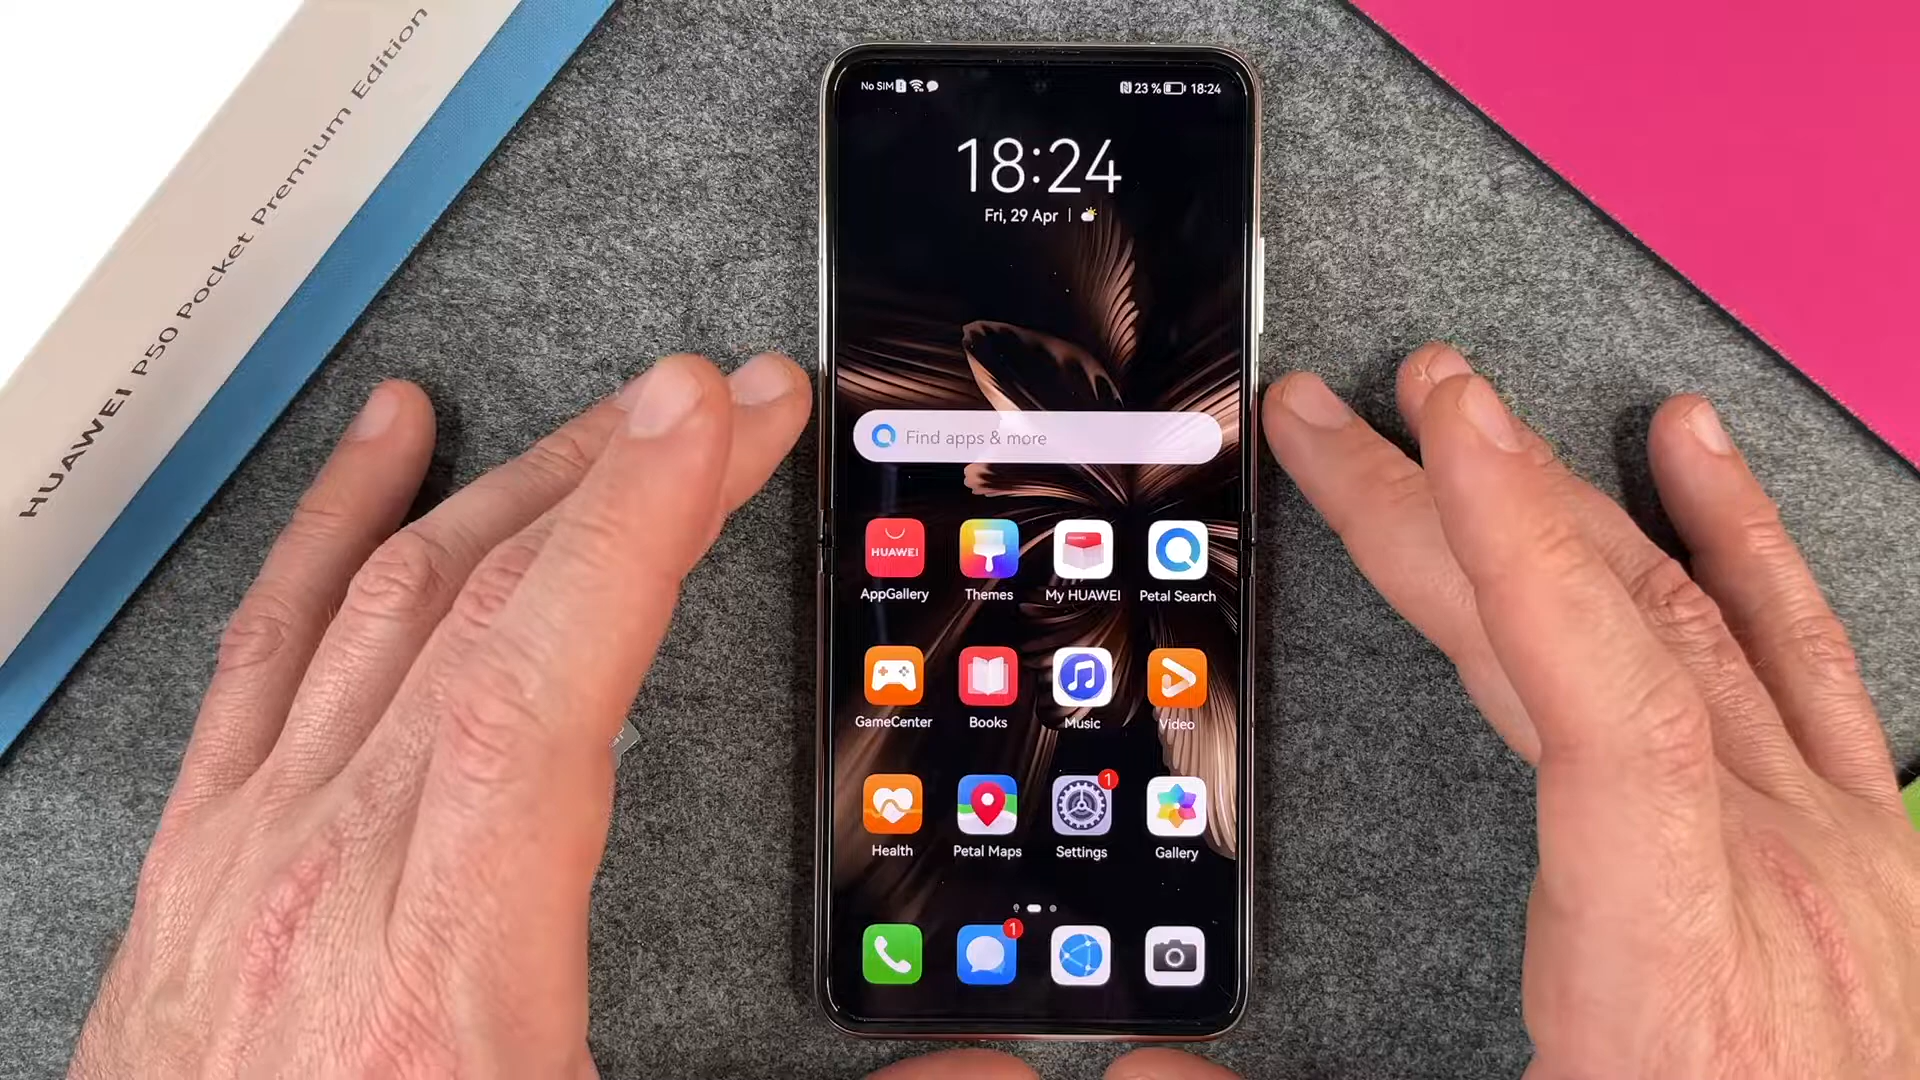 HUAWEI P50 Pocket Premium Edition
No SIM
23 %
18:24
18:24
Fri, 29 Apr
Find apps & more
HUAWEI
AppGallery
Themes
My HUAWEI
Petal Search
GameCenter
Books
Music
Video
1
Health
Petal Maps
Settings
Gallery
1